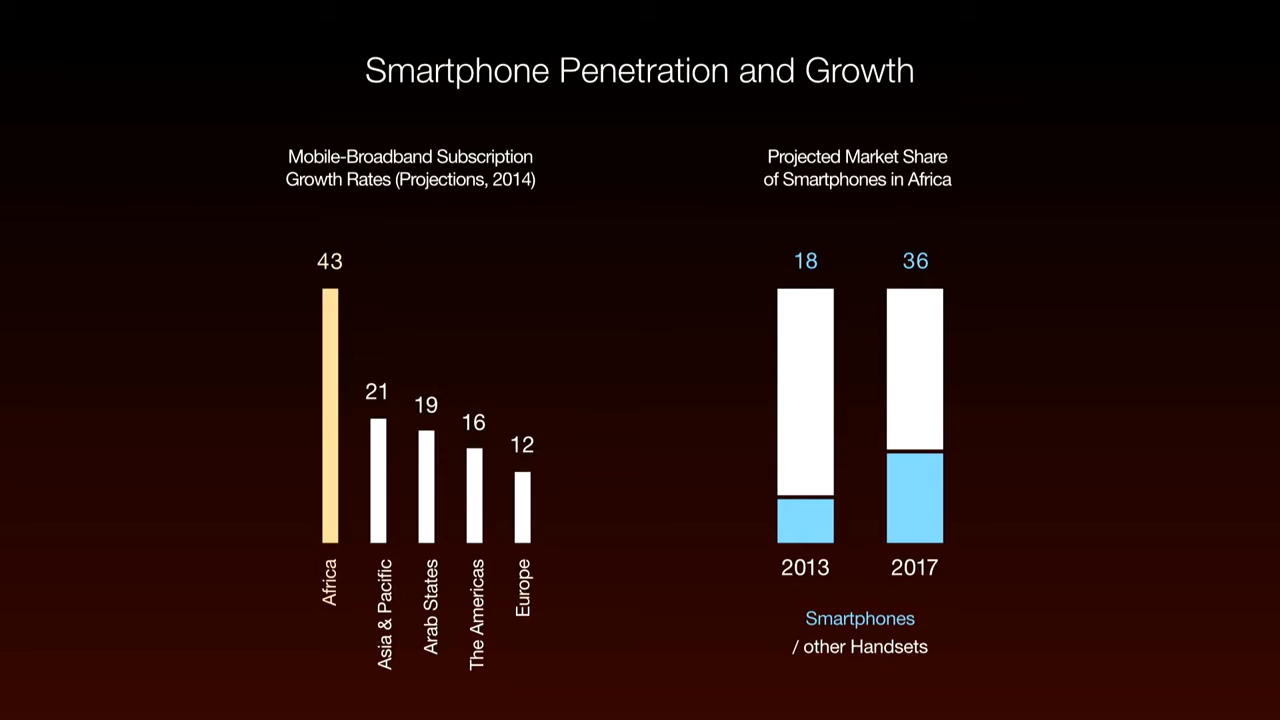 Smartphone Penetration and Growth
Mobile-Broadband Subscription
Growth Rates (Projections, 2014)
43
21
19
16
12
Africa
Asia & Pacific
Arab States
The Americas
Europe
Projected Market Share
of Smartphones in Africa
18
36
2013
2017
Smartphones
/ other Handsets